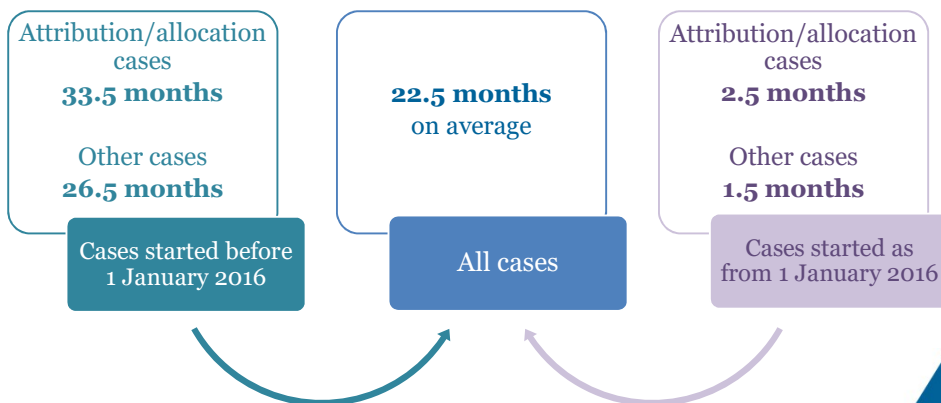 Attribution/allocation
cases
33.5 months
Other cases
26.5 months
Cases started before
1 January 2016
22.5 months
on average
All cases
Attribution/allocation
cases
2.5 months
Other cases
1.5 months
Cases started as
from 1 January 2016